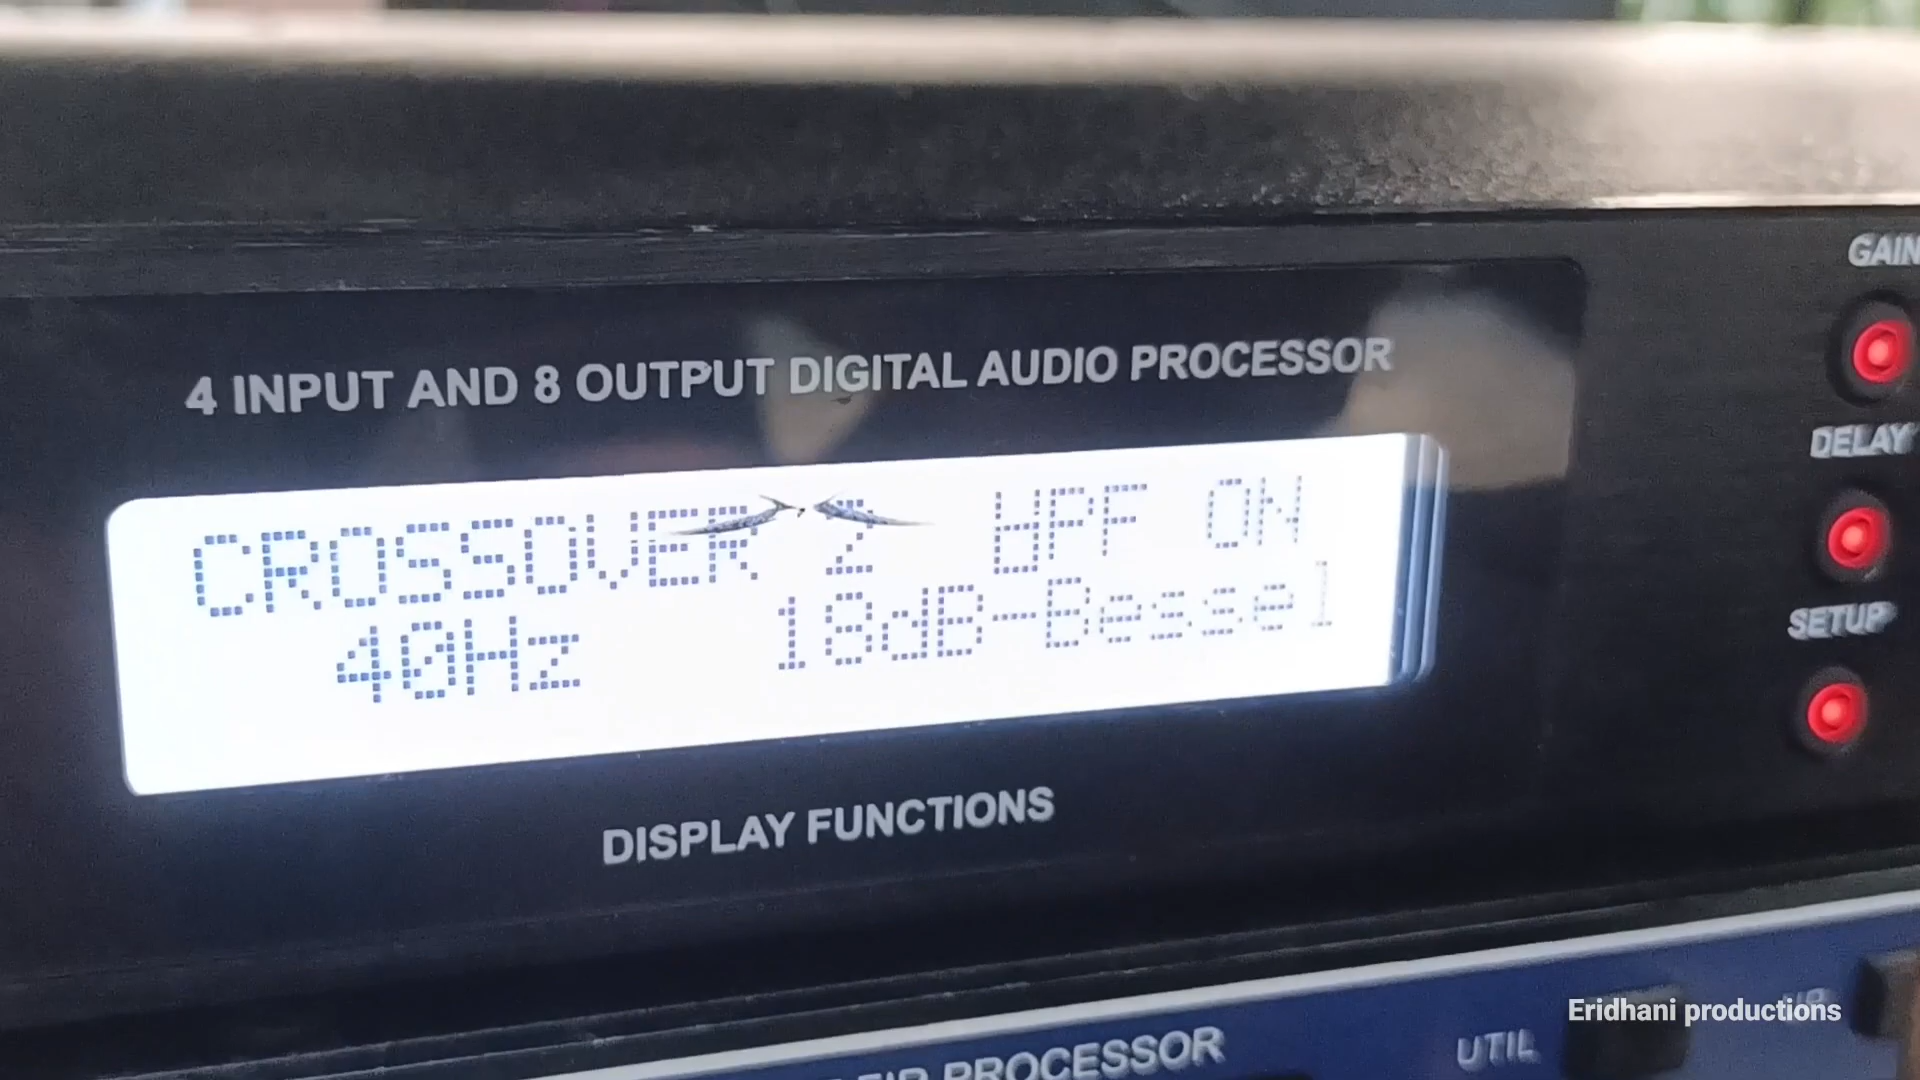 GAIN
4 INPUT AND 8 OUTPUT DIGITAL AUDIO PROCESSOR
DELAY
CROSSOVER 2 HPF ON
40Hz 18dB-Bessel
SETUP
DISPLAY FUNCTIONS
Eridhani productions
PROCESSOR
UTIL